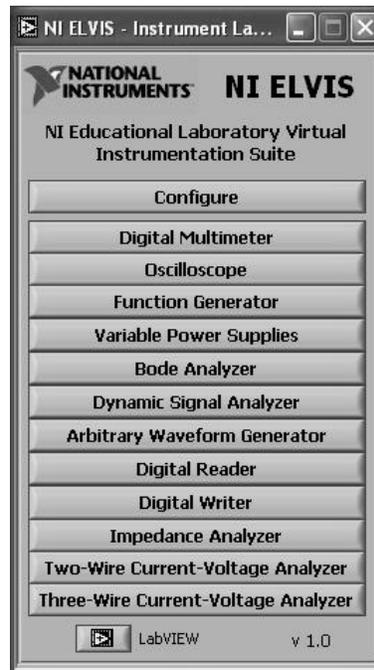 NI ELVIS - Instrument La...
NATIONAL
INSTRUMENTS
NI ELVIS
NI Educational Laboratory Virtual
Instrumentation Suite
Configure
Digital Multimeter
Oscilloscope
Function Generator
Variable Power Supplies
Bode Analyzer
Dynamic Signal Analyzer
Arbitrary Waveform Generator
Digital Reader
Digital Writer
Impedance Analyzer
Two-Wire Current-Voltage Analyzer
Three-Wire Current-Voltage Analyzer
LabVIEW v 1.0